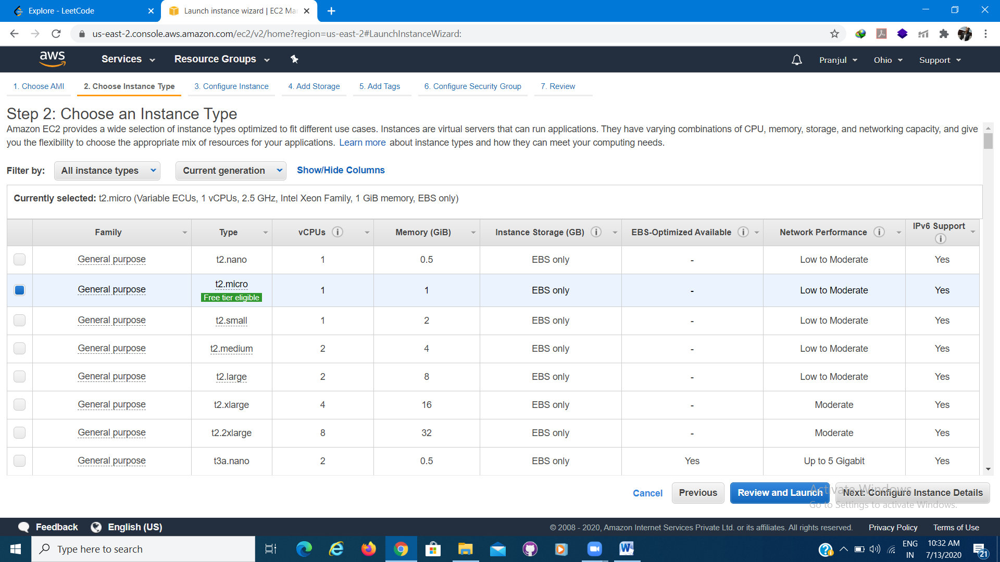 Explore - LeetCode
Launch instance wizard | EC2 Ma
us-east-2.console.aws.amazon.com/ec2/v2/home?region=us-east-2#LaunchInstanceWizard:
aws Services Resource Groups Pranjul Ohio Support
1. Choose AMI 2. Choose Instance Type 3. Configure Instance 4. Add Storage 5. Add Tags 6. Configure Security Group 7. Review
Step 2: Choose an Instance Type
Amazon EC2 provides a wide selection of instance types optimized to fit different use cases. Instances are virtual servers that can run applications. They have varying combinations of CPU, memory, storage, and networking capacity, and give
you the flexibility to choose the appropriate mix of resources for your applications. Learn more about instance types and how they can meet your computing needs.
Filter by: All instance types Current generation Show/Hide Columns
Currently selected: t2.micro (Variable ECUs, 1 vCPUs, 2.5 GHz, Intel Xeon Family, 1 GiB memory, EBS only)
Family Type vCPUs i Memory (GiB) Instance Storage (GB) i EBS-Optimized Available i Network Performance i IPv6 Support i
General purpose t2.nano 1 0.5 EBS only - Low to Moderate Yes
General purpose t2.micro 1 1 EBS only - Low to Moderate Yes
Free tier eligible
General purpose t2.small 1 2 EBS only - Low to Moderate Yes
General purpose t2.medium 2 4 EBS only - Low to Moderate Yes
General purpose t2.large 2 8 EBS only - Low to Moderate Yes
General purpose t2.xlarge 4 16 EBS only - Moderate Yes
General purpose t2.2xlarge 8 32 EBS only - Moderate Yes
General purpose t3a.nano 2 0.5 EBS only Yes Up to 5 Gigabit Yes
Cancel Previous Review and Launch Next: Configure Instance Details
Activate Windows
Go to Settings to activate Windows.
Feedback English (US) © 2008 - 2020, Amazon Internet Services Private Ltd. or its affiliates. All rights reserved. Privacy Policy Terms of Use
Type here to search
ENG
IN
10:32 AM
7/13/2020
21